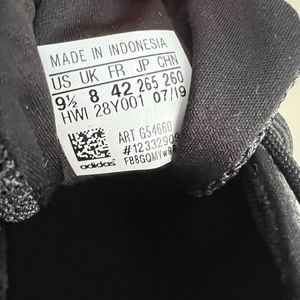 MADE IN INDONESIA
US UK FR JP CHN
9½ 8 42 265 260
HWI 28Y001 07/19
ART G54660
#12332909
adidas